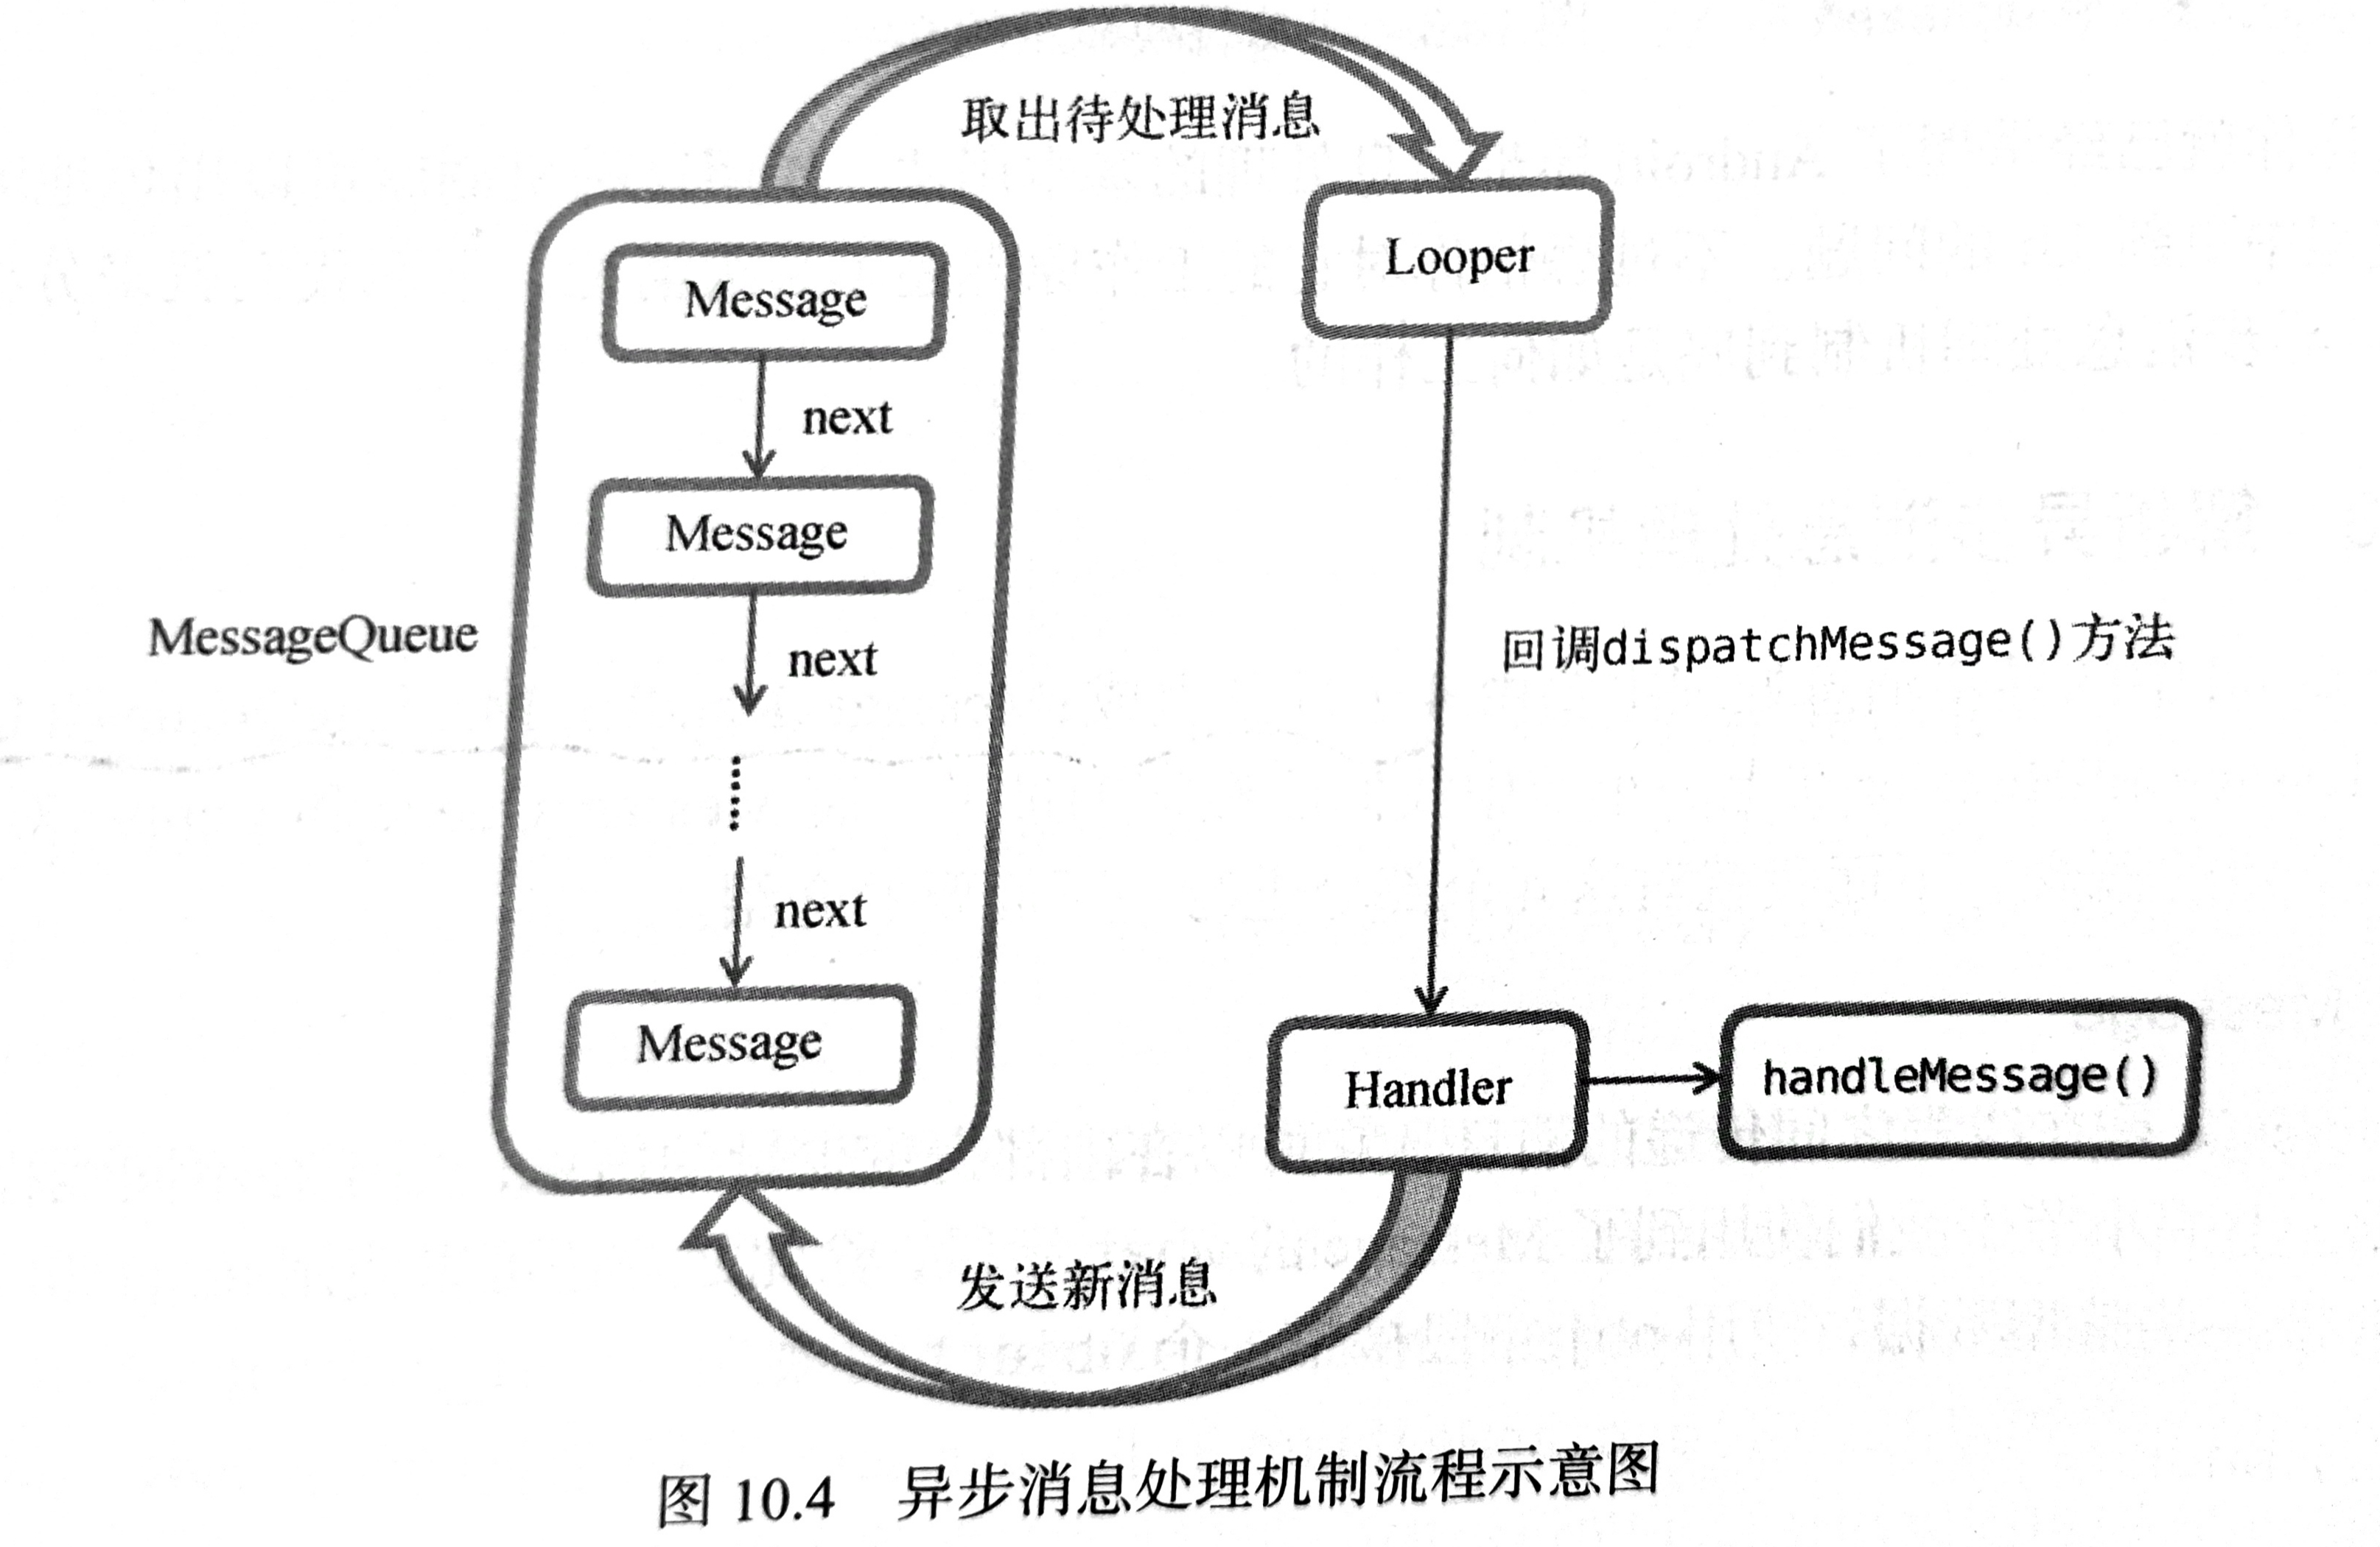 取出待处理消息
Looper
Message
next
Message
MessageQueue
next
回调dispatchMessage()方法
next
Message
Handler
handleMessage()
发送新消息
图 10.4 异步消息处理机制流程示意图